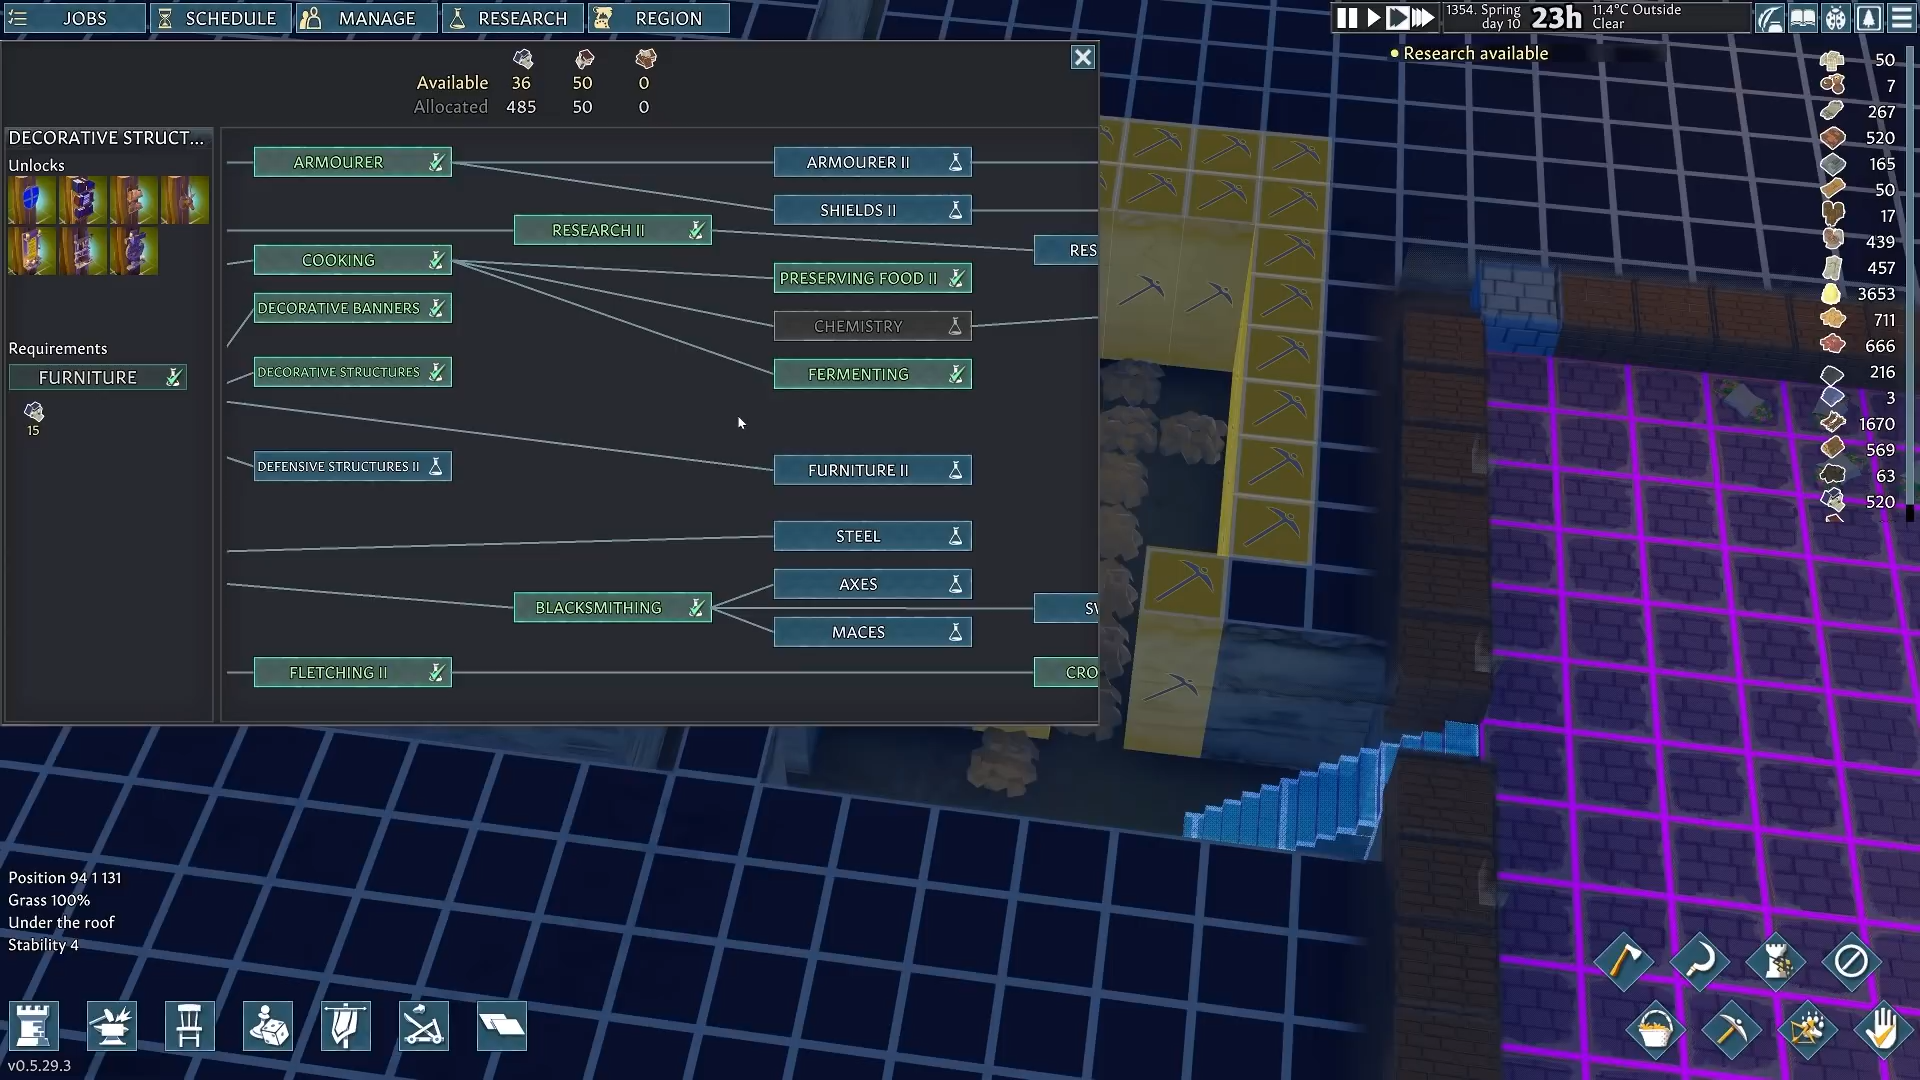 JOBS
SCHEDULE
MANAGE
RESEARCH
REGION
1354. Spring
day 10
23h
11.4°C Outside
Clear
Research available
Available 36 50 0
Allocated 485 50 0
DECORATIVE STRUCT...
Unlocks
Requirements
FURNITURE
15
ARMOURER
ARMOURER II
SHIELDS II
RESEARCH II
RES
COOKING
PRESERVING FOOD II
DECORATIVE BANNERS
CHEMISTRY
DECORATIVE STRUCTURES
FERMENTING
DEFENSIVE STRUCTURES II
FURNITURE II
STEEL
AXES
BLACKSMITHING
SV
MACES
FLETCHING II
CRO
50
7
267
520
165
50
17
439
457
3653
711
666
216
3
1670
569
63
520
Position 94 1 131
Grass 100%
Under the roof
Stability 4
v0.5.29.3